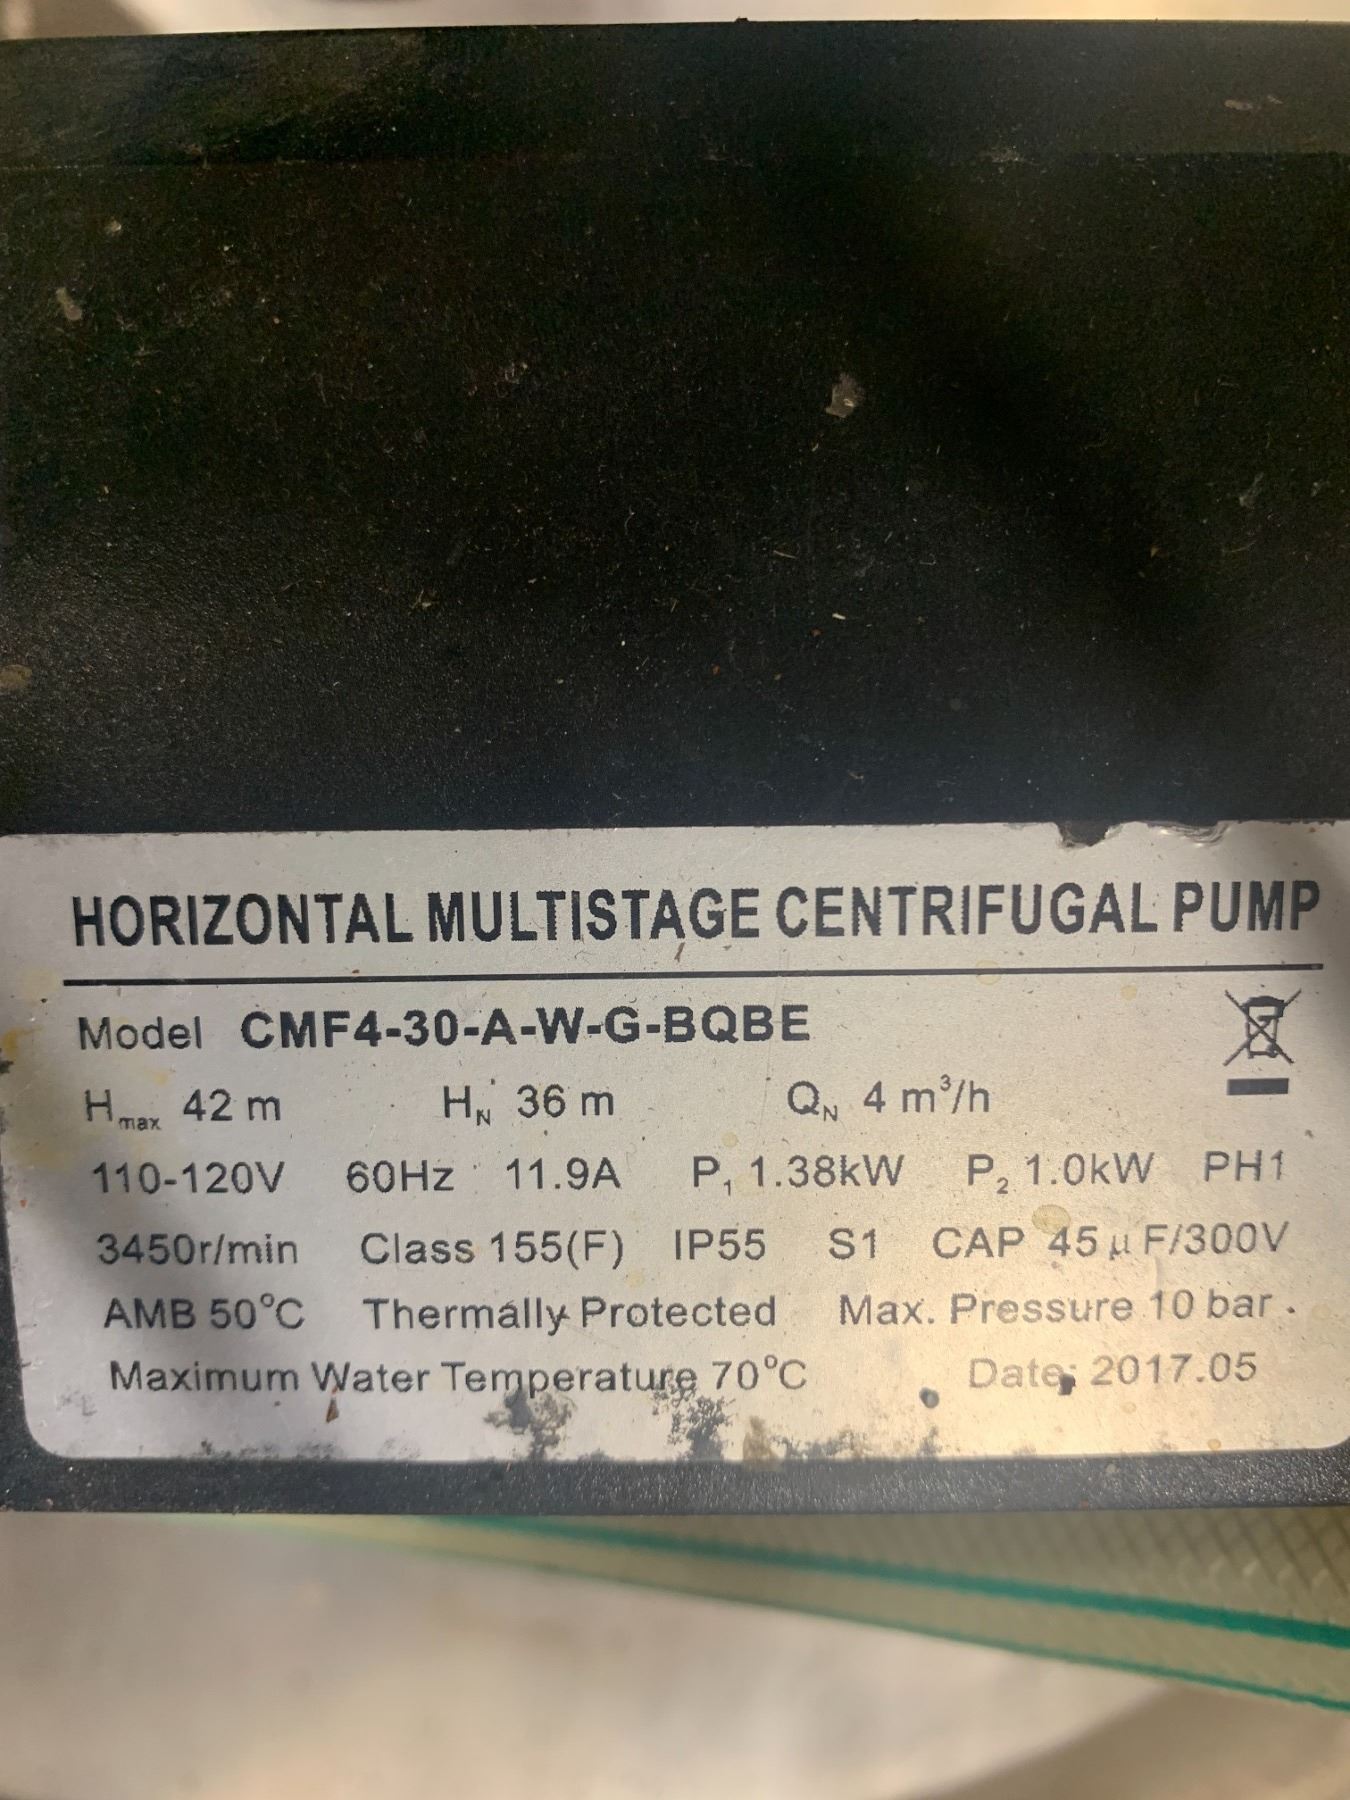 HORIZONTAL MULTISTAGE CENTRIFUGAL PUMP
Model CMF4-30-A-W-G-BQBE
Hmax 42 m HN 36 m QN 4 m³/h
110-120V 60Hz 11.9A P₁ 1.38kW P₂ 1.0kW PH1
3450r/min Class 155(F) IP55 S1 CAP 45μF/300V
AMB 50°C Thermally Protected Max. Pressure 10 bar
Maximum Water Temperature 70°C Date: 2017.05